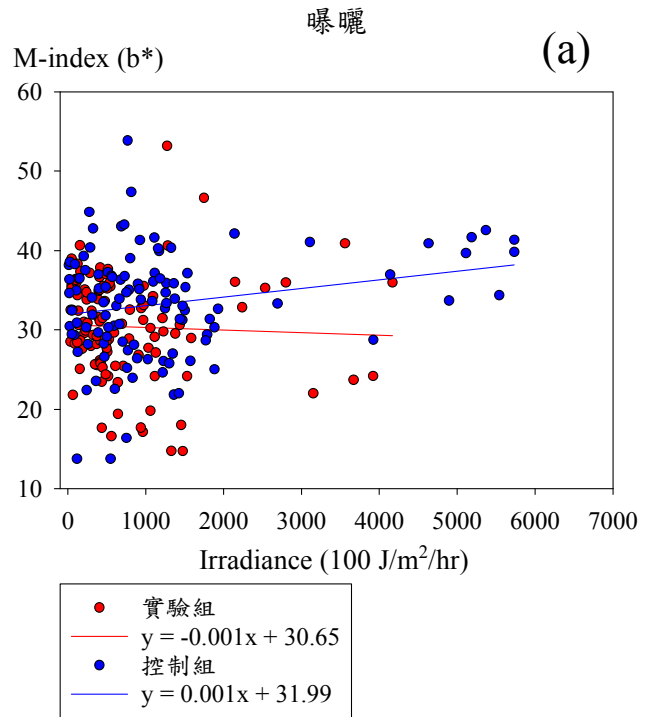 曝曬
M-index (b*)
(a)
60
50
40
30
20
10
0 1000 2000 3000 4000 5000 6000 7000
Irradiance (100 J/m²/hr)
實驗組
y = -0.001x + 30.65
控制組
y = 0.001x + 31.99